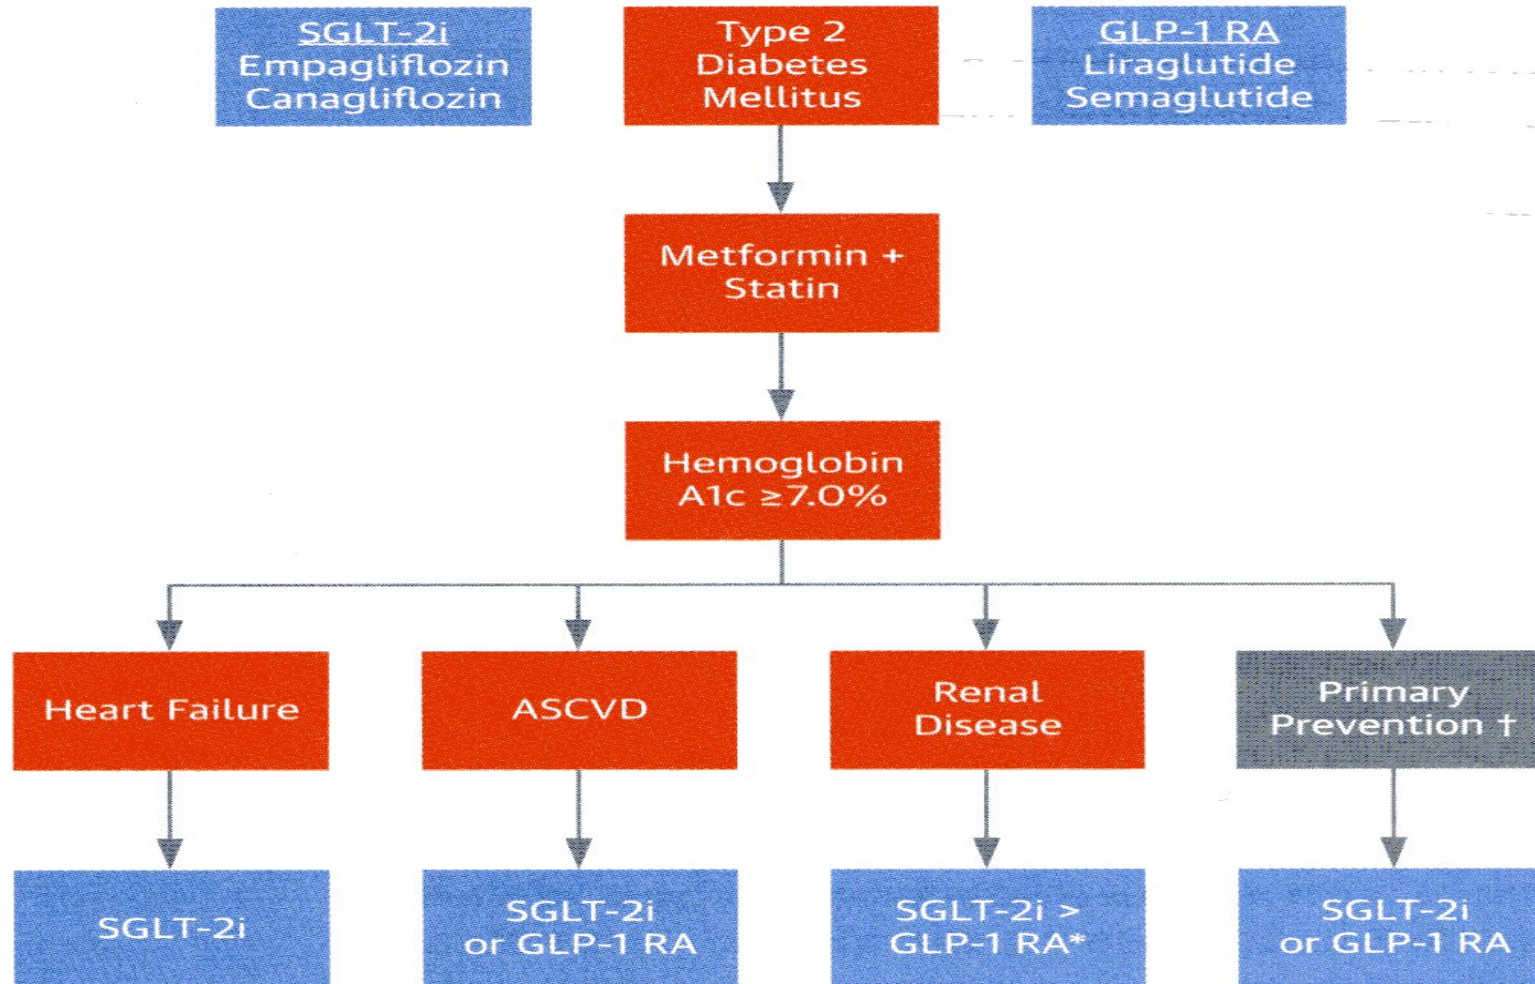 SGLT-2i
Empagliflozin
Canagliflozin
Type 2
Diabetes
Mellitus
GLP-1 RA
Liraglutide
Semaglutide
Metformin +
Statin
Hemoglobin
A1c ≥7.0%
Heart Failure
ASCVD
Renal
Disease
Primary
Prevention †
SGLT-2i
SGLT-2i
or GLP-1 RA
SGLT-2i >
GLP-1 RA*
SGLT-2i
or GLP-1 RA